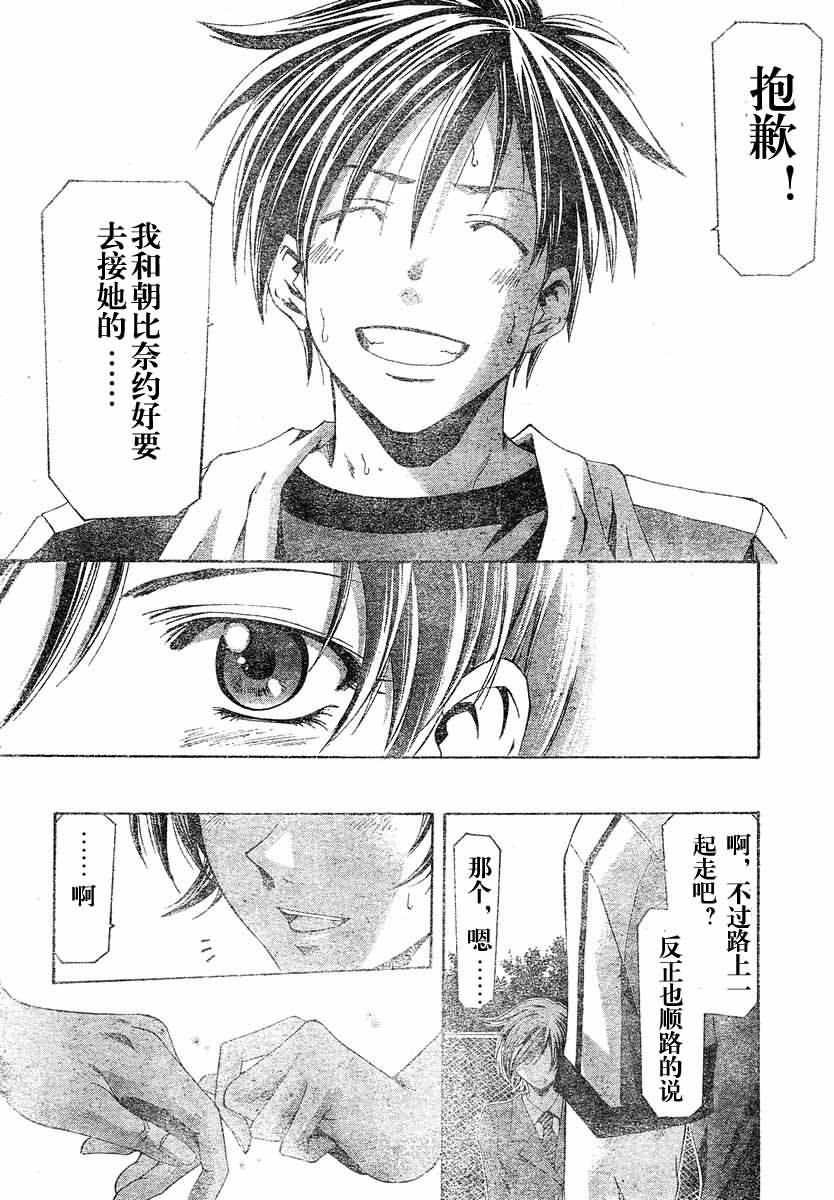 抱歉！
我和朝比奈约好要
去接她的……
啊，不过路上一
起走吧？
反正也顺路的说
那个，嗯……
……啊